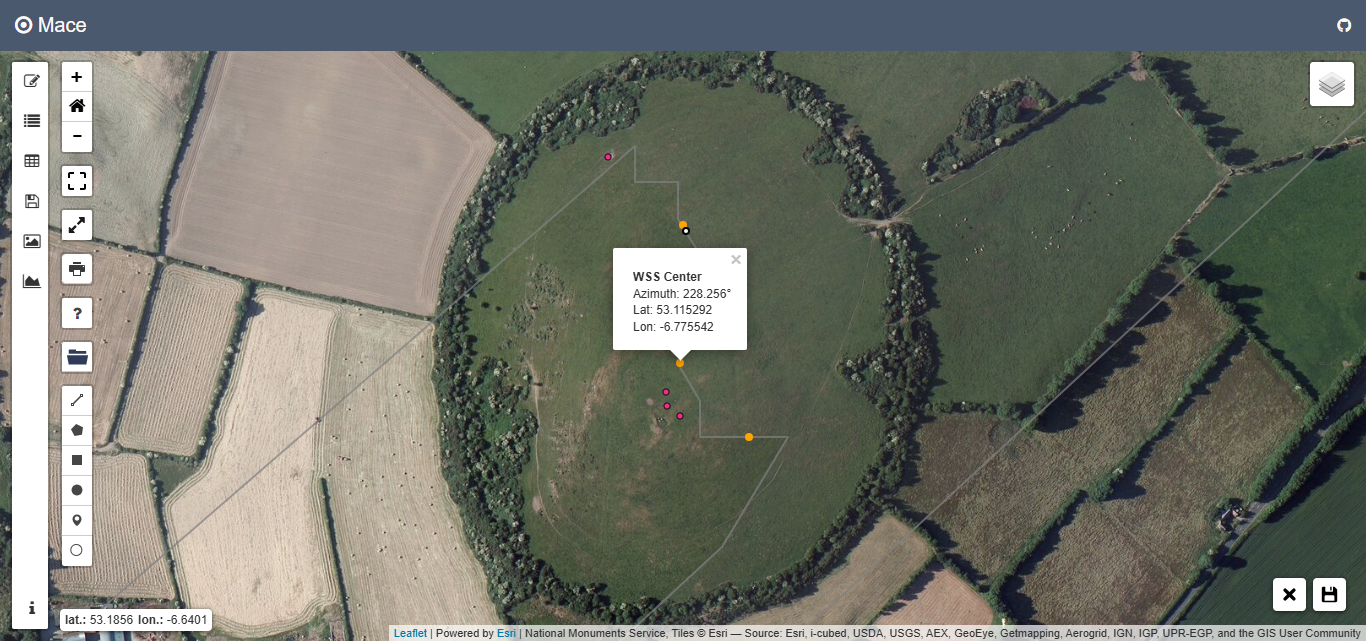 Mace
+
−
?
i
×
WSS Center
Azimuth: 228.256°
Lat: 53.115292
Lon: -6.775542
lat.: 53.1856 lon.: -6.6401
Leaflet | Powered by Esri | National Monuments Service, Tiles © Esri — Source: Esri, i-cubed, USDA, USGS, AEX, GeoEye, Getmapping, Aerogrid, IGN, IGP, UPR-EGP, and the GIS User Community